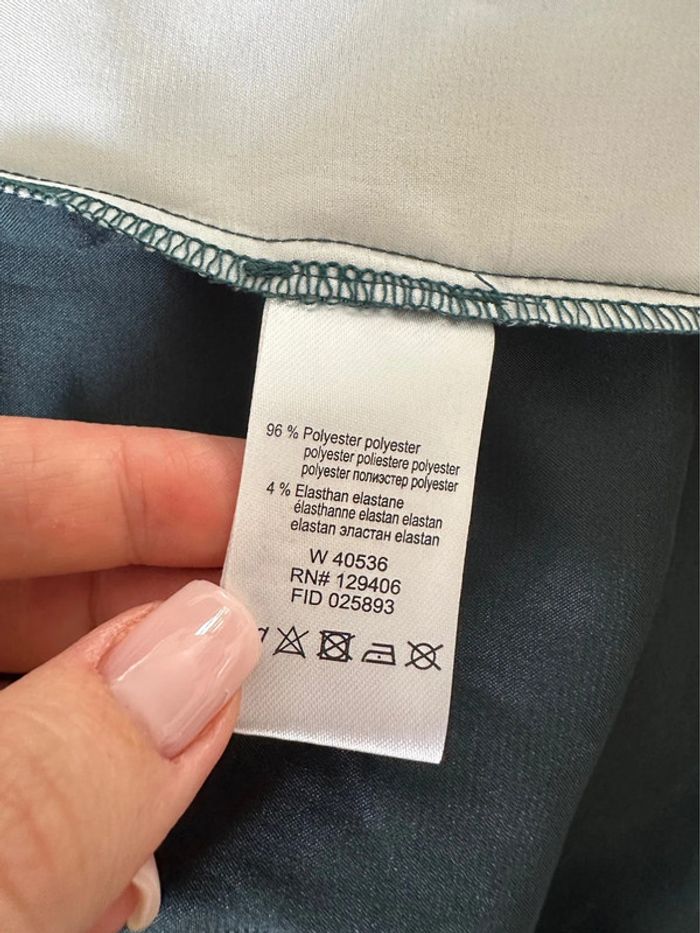 96 % Polyester polyester
polyester poliestere polyester
polyester полиэстер polyester
4 % Elasthan elastane
élasthanne elastan elastan
elastan эластан elastan
W 40536
RN# 129406
FID 025893